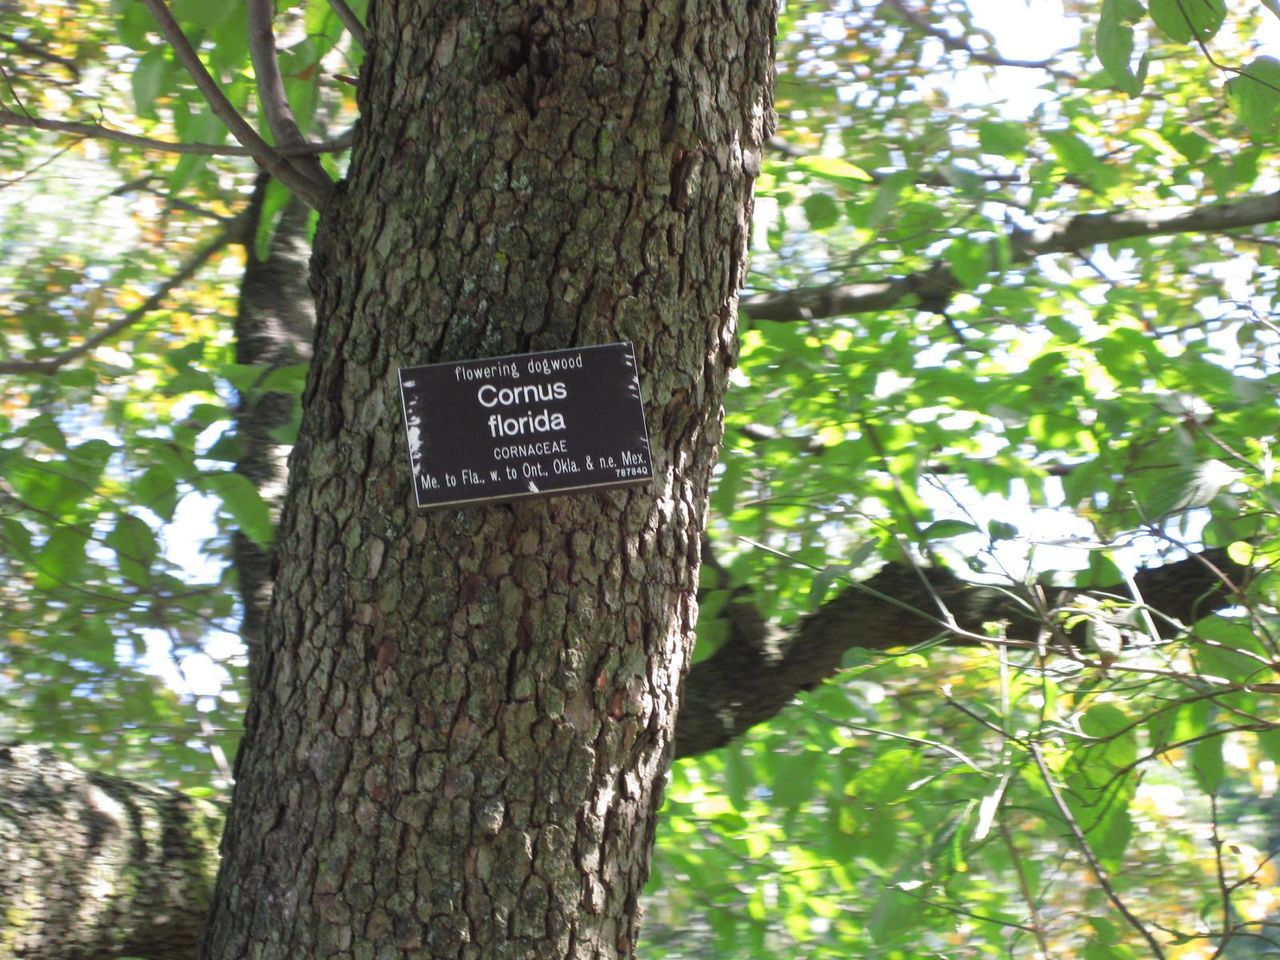 flowering dogwood
Cornus
florida
CORNACEAE
Me. to Fla., w. to Ont., Okla. & n.e. Mex.
78784Q